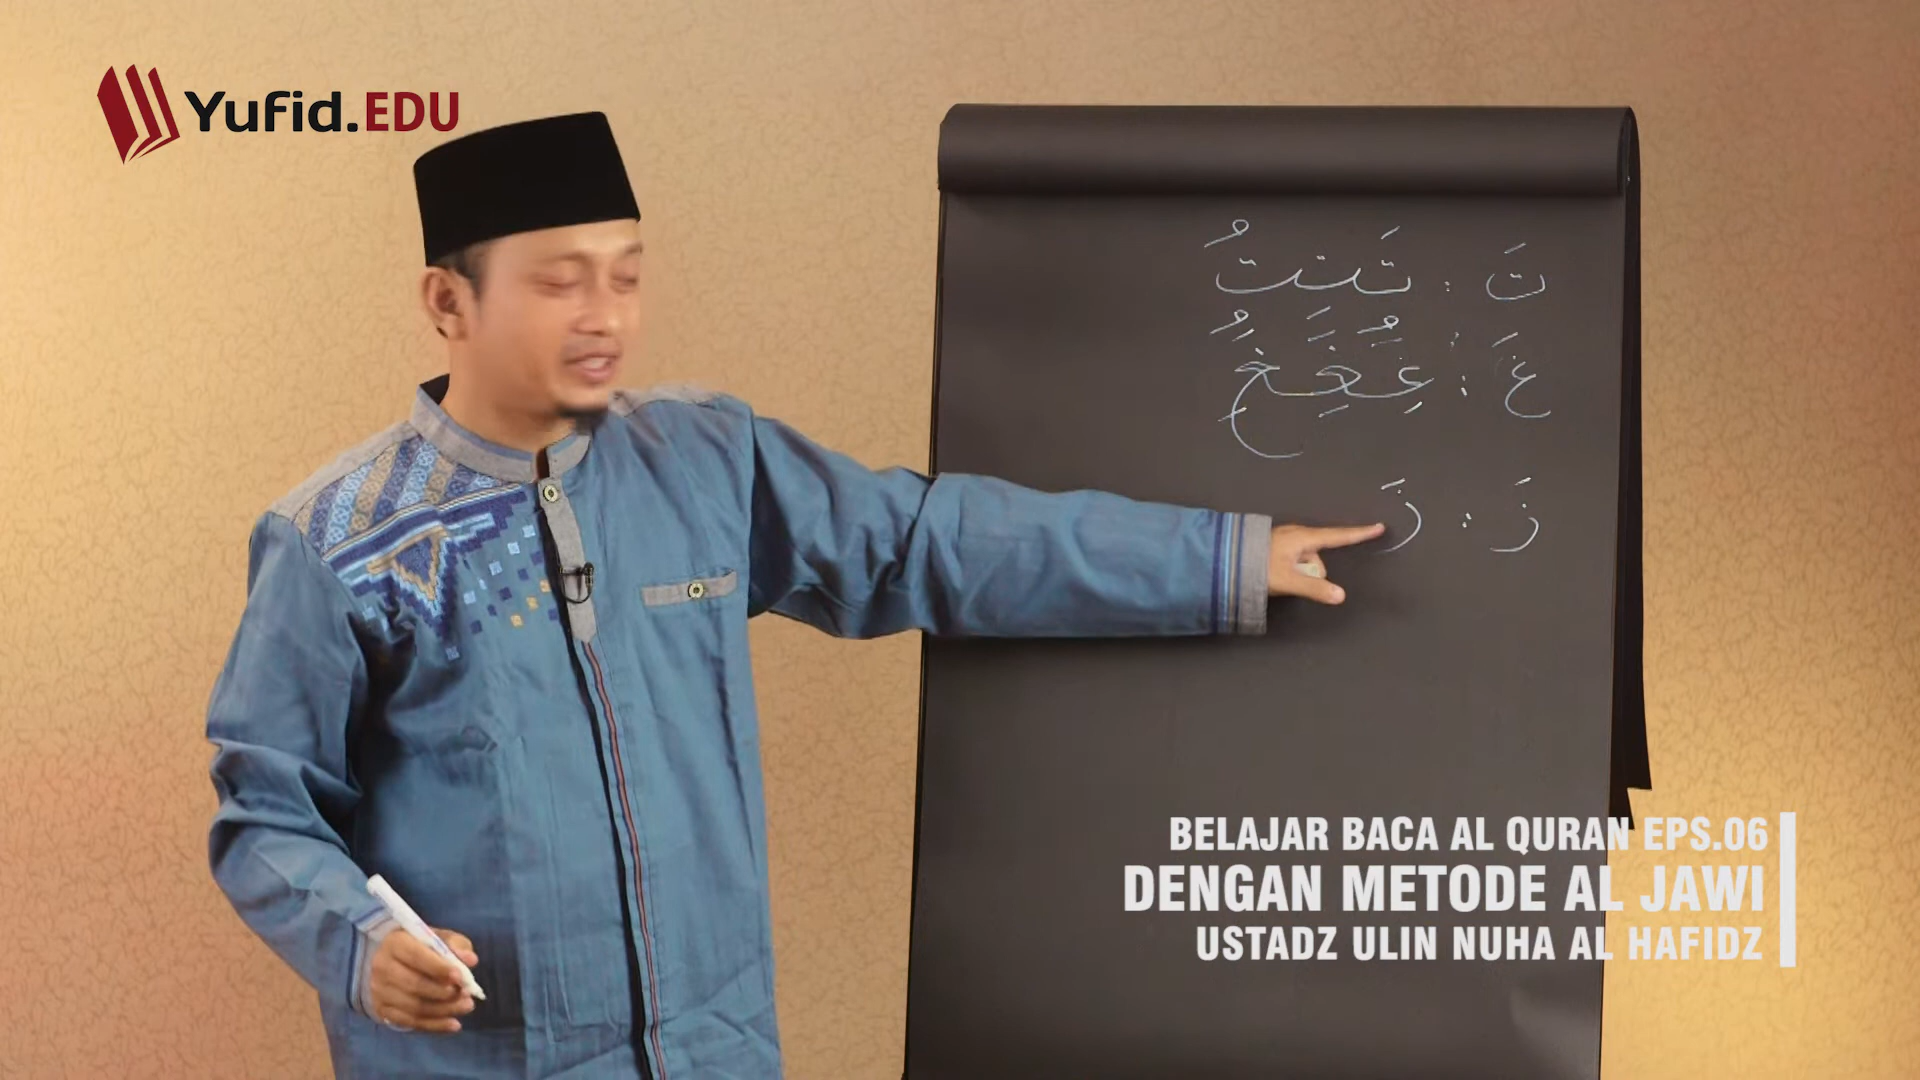 Yufid.EDU
تَ : تَتِتُ
غَ : غِغُغِغُ
زَ : زَ
BELAJAR BACA AL QURAN EPS.06
DENGAN METODE AL JAWI
USTADZ ULIN NUHA AL HAFIDZ